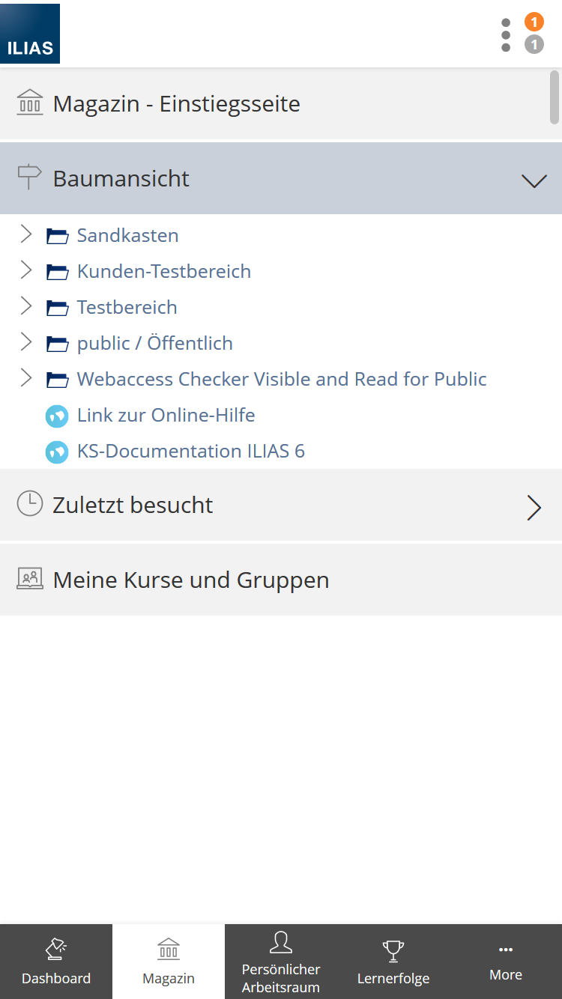 ILIAS
1
1
Magazin - Einstiegsseite
Baumansicht
Sandkasten
Kunden-Testbereich
Testbereich
public / Öffentlich
Webaccess Checker Visible and Read for Public
Link zur Online-Hilfe
KS-Documentation ILIAS 6
Zuletzt besucht
Meine Kurse und Gruppen
Dashboard
Magazin
Persönlicher
Arbeitsraum
Lernerfolge
More